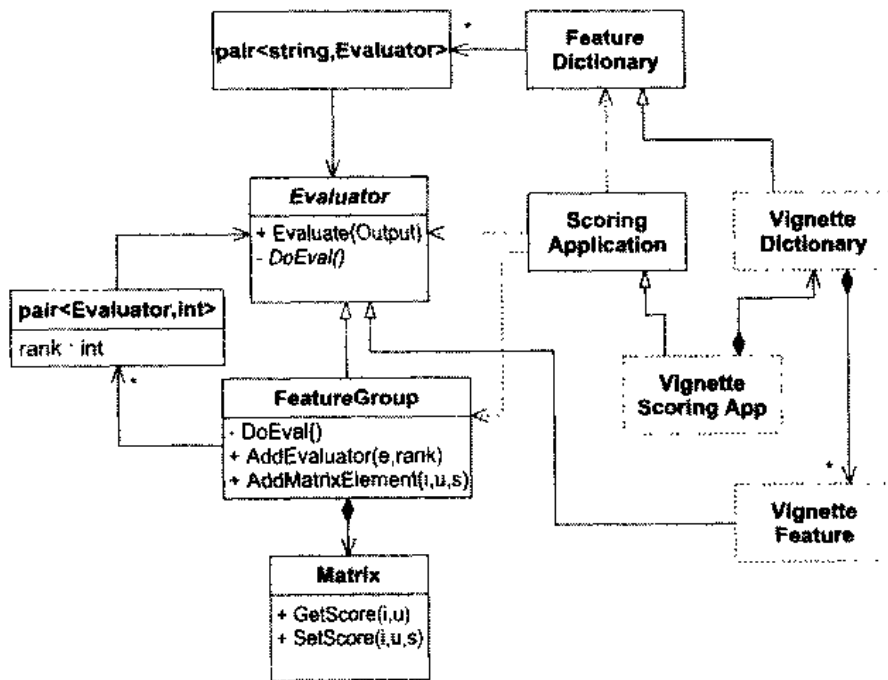 *
pair<string,Evaluator>
Feature
Dictionary
Evaluator
+ Evaluate(Output)
- DoEval()
Scoring
Application
Vignette
Dictionary
pair<Evaluator,int>
rank : int
*
Vignette
Scoring App
FeatureGroup
- DoEval()
+ AddEvaluator(e,rank)
+ AddMatrixElement(i,u,s)
*
Vignette
Feature
Matrix
+ GetScore(i,u)
+ SetScore(i,u,s)